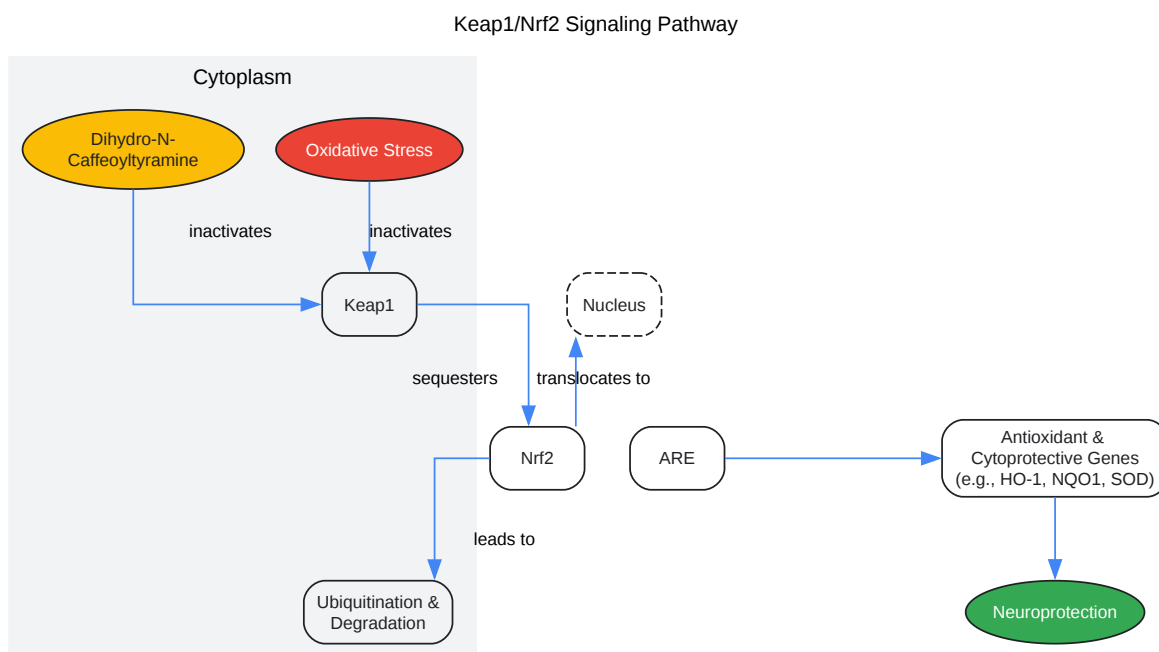 Keap1/Nrf2 Signaling Pathway
Cytoplasm
Dihydro-N-
Caffeoyltyramine
Oxidative Stress
inactivates
inactivates
Keap1
Nucleus
sequesters
translocates to
Nrf2
ARE
Antioxidant &
Cytoprotective Genes
(e.g., HO-1, NQO1, SOD)
leads to
Ubiquitination &
Degradation
Neuroprotection